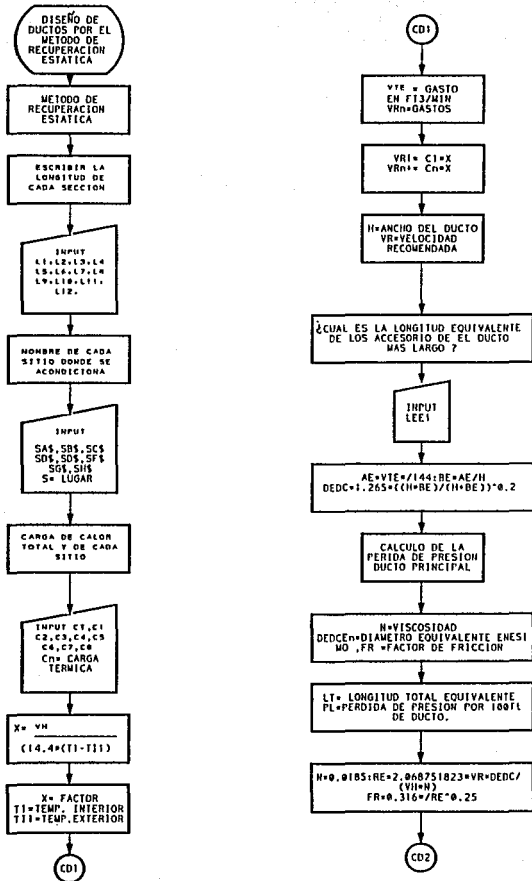 DISEÑO DE
DUCTOS POR EL
METODO DE
RECUPERACION
ESTATICA
METODO DE
RECUPERACION
ESTATICA
ESCRIBIR LA
LONGITUD DE
CADA SECCION
INPUT
L1,L2,L3,L4
L5,L6,L7,L8
L9,L10,L11,
L12.
NOMBRE DE CADA
SITIO DONDE SE
ACONDICIONA
INPUT
SA$,SB$,SC$
SD$,SD$,SF$
SG$,SH$
S= LUGAR
CARGA DE CALOR
TOTAL Y DE CADA
SITIO
INPUT CT,C1
C2,C3,C4,C5
C6,C7,C8
Cn= CARGA
TERMICA
X= VH
(14.4*(TI-TI1)
X= FACTOR
TI=TEMP. INTERIOR
TI1=TEMP.EXTERIOR
CD1
CD1
VTE = GASTO
EN FT3/MIN
VRn=GASTOS
VR1= C1*X
VRn+= Cn*X
H=ANCHO DEL DUCTO
VR=VELOCIDAD
RECOMENDADA
¿CUAL ES LA LONGITUD EQUIVALENTE
DE LOS ACCESORIO DE EL DUCTO
MAS LARGO ?
INPUT
LEE1
AE=VTE*/144:BE=AE/H
DEDC=1.265*((H*BE)/(H+BE))^0.2
CALCULO DE LA
PERIDA DE PRESION
DUCTO PRINCIPAL
N=VISCOSIDAD
DEDCEn=DIAMETRO EQUIVALENTE ENESI
MO ,FR =FACTOR DE FRICCION
LT= LONGITUD TOTAL EQUIVALENTE
PL=PERDIDA DE PRESION POR 100FL
DE DUCTO.
N=0.0185:RE=2.068751823*VR*DEDC/
(VH*N)
FR=0.316*/RE^0.25
CD2